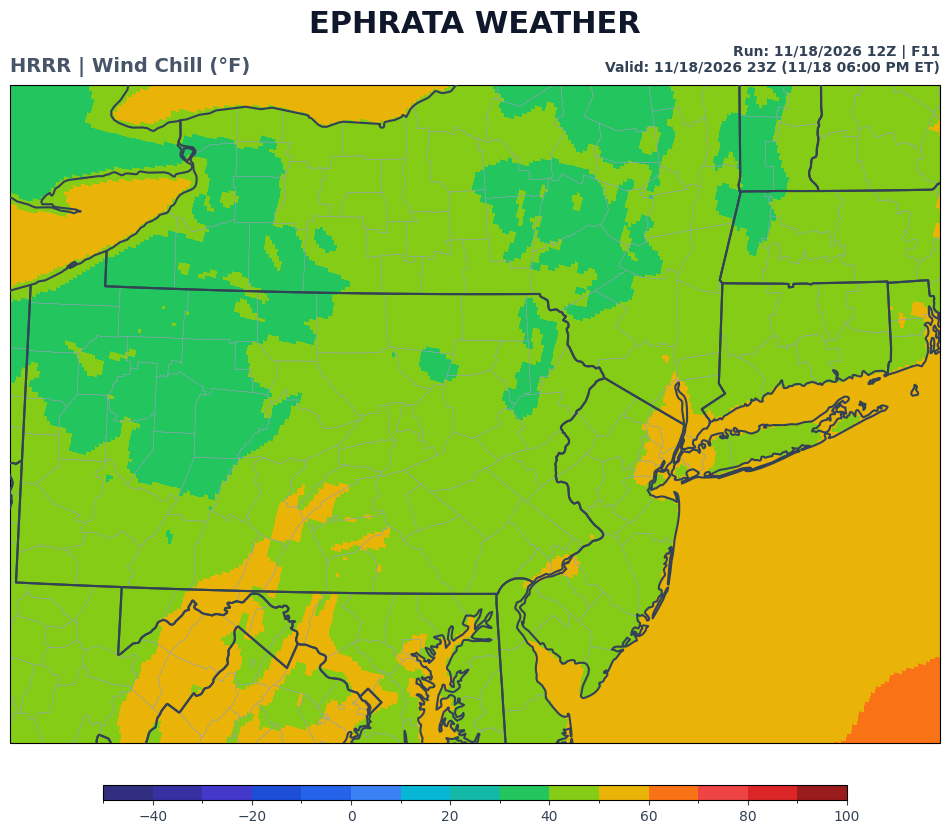 EPHRATA WEATHER
HRRR | Wind Chill (°F)
Run: 11/18/2026 12Z | F11
Valid: 11/18/2026 23Z (11/18 06:00 PM ET)
−40 −20 0 20 40 60 80 100